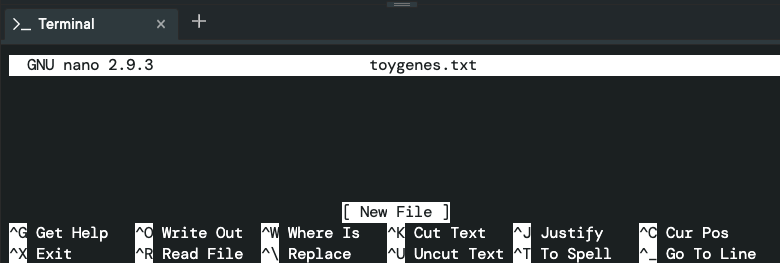 >_ Terminal × +
GNU nano 2.9.3 toygenes.txt
[ New File ]
^G Get Help ^O Write Out ^W Where Is ^K Cut Text ^J Justify ^C Cur Pos
^X Exit ^R Read File ^\ Replace ^U Uncut Text ^T To Spell ^_ Go To Line